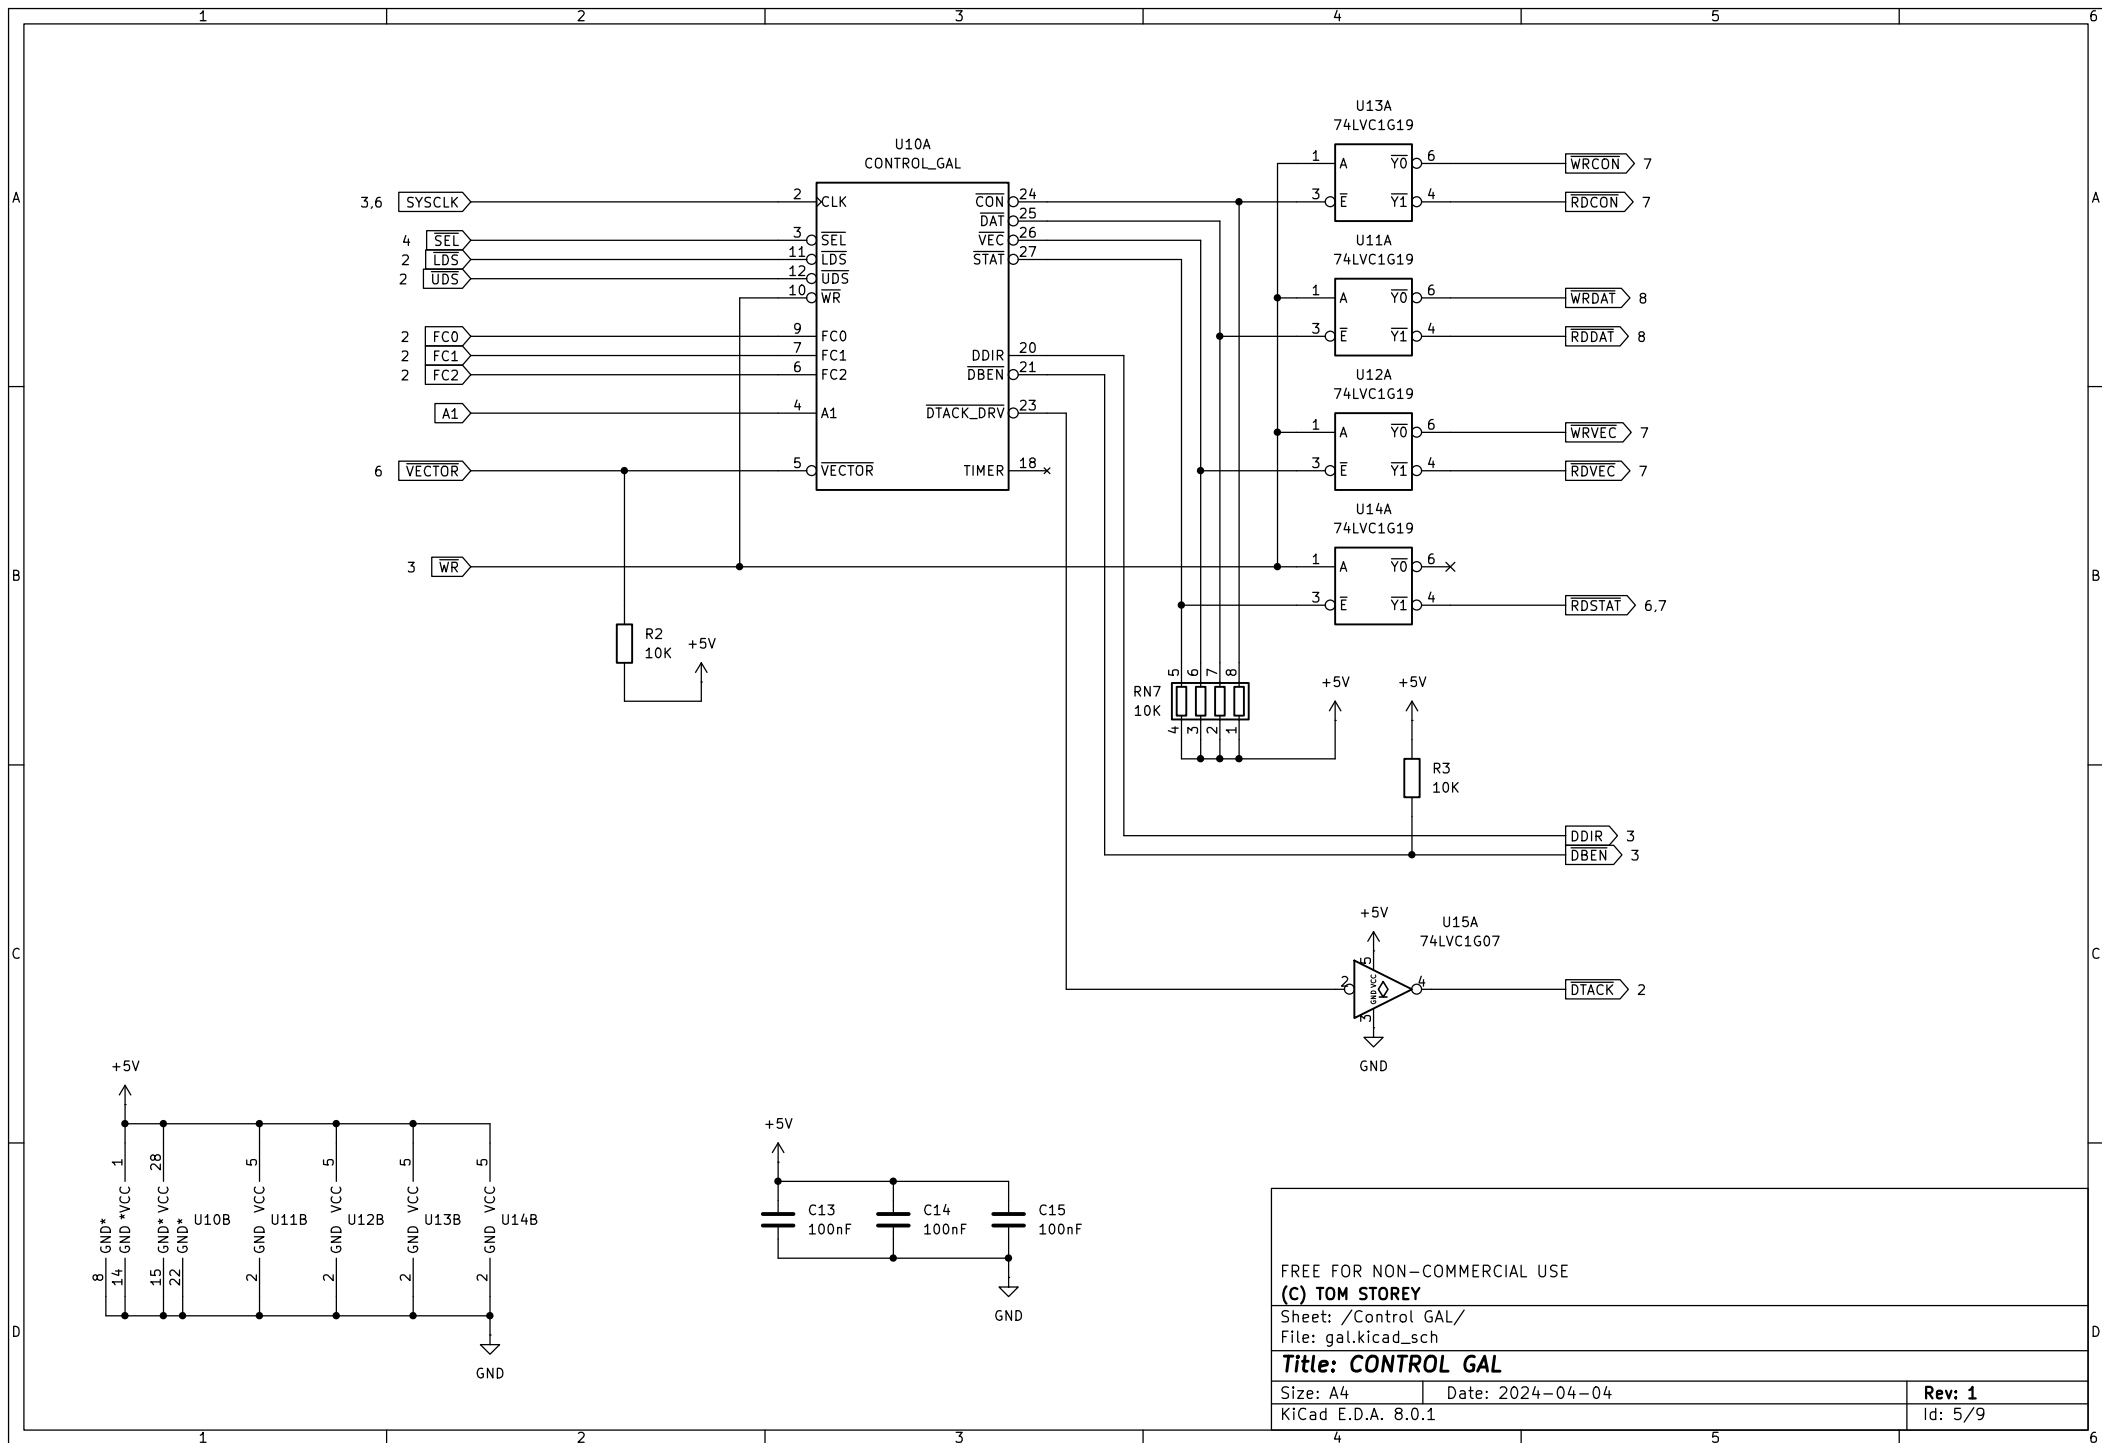 1 2 3 4 5 6
A A
B B
C C
D D
U10A
CONTROL_GAL
3,6 SYSCLK 2 CLK
4 SEL 3 SEL
2 LDS 11 LDS
2 UDS 12 UDS
10 WR
2 FC0 9 FC0
2 FC1 7 FC1
2 FC2 6 FC2
A1 4 A1
6 VECTOR 5 VECTOR
3 WR
CON 24
DAT 25
VEC 26
STAT 27
DDIR 20
DBEN 21
DTACK_DRV 23
TIMER 18
U13A
74LVC1G19
1 A Y0 6 WRCON 7
3 E Y1 4 RDCON 7
U11A
74LVC1G19
1 A Y0 6 WRDAT 8
3 E Y1 4 RDDAT 8
U12A
74LVC1G19
1 A Y0 6 WRVEC 7
3 E Y1 4 RDVEC 7
U14A
74LVC1G19
1 A Y0 6
3 E Y1 4 RDSTAT 6,7
R2
10K
+5V
5 6 7 8
RN7
10K
4 3 2 1
+5V
+5V
R3
10K
DDIR 3
DBEN 3
+5V
U15A
74LVC1G07
2 5 VCC GND 3 4 DTACK 2
GND
+5V
1 28 5 5 5 5
GND* GND *VCC GND* VCC GND* U10B GND VCC U11B GND VCC U12B GND VCC U13B GND VCC U14B
8 14 15 22 2 2 2 2
GND
+5V
C13
100nF
C14
100nF
C15
100nF
GND
FREE FOR NON-COMMERCIAL USE
(C) TOM STOREY
Sheet: /Control GAL/
File: gal.kicad_sch
Title: CONTROL GAL
Size: A4 Date: 2024-04-04 Rev: 1
KiCad E.D.A. 8.0.1 Id: 5/9
1 2 3 4 5 6